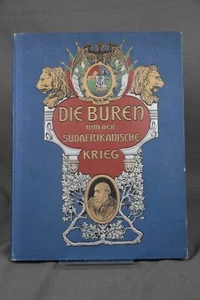 DIE BUREN
UND DER
SÜDAFRIKANISCHE
KRIEG